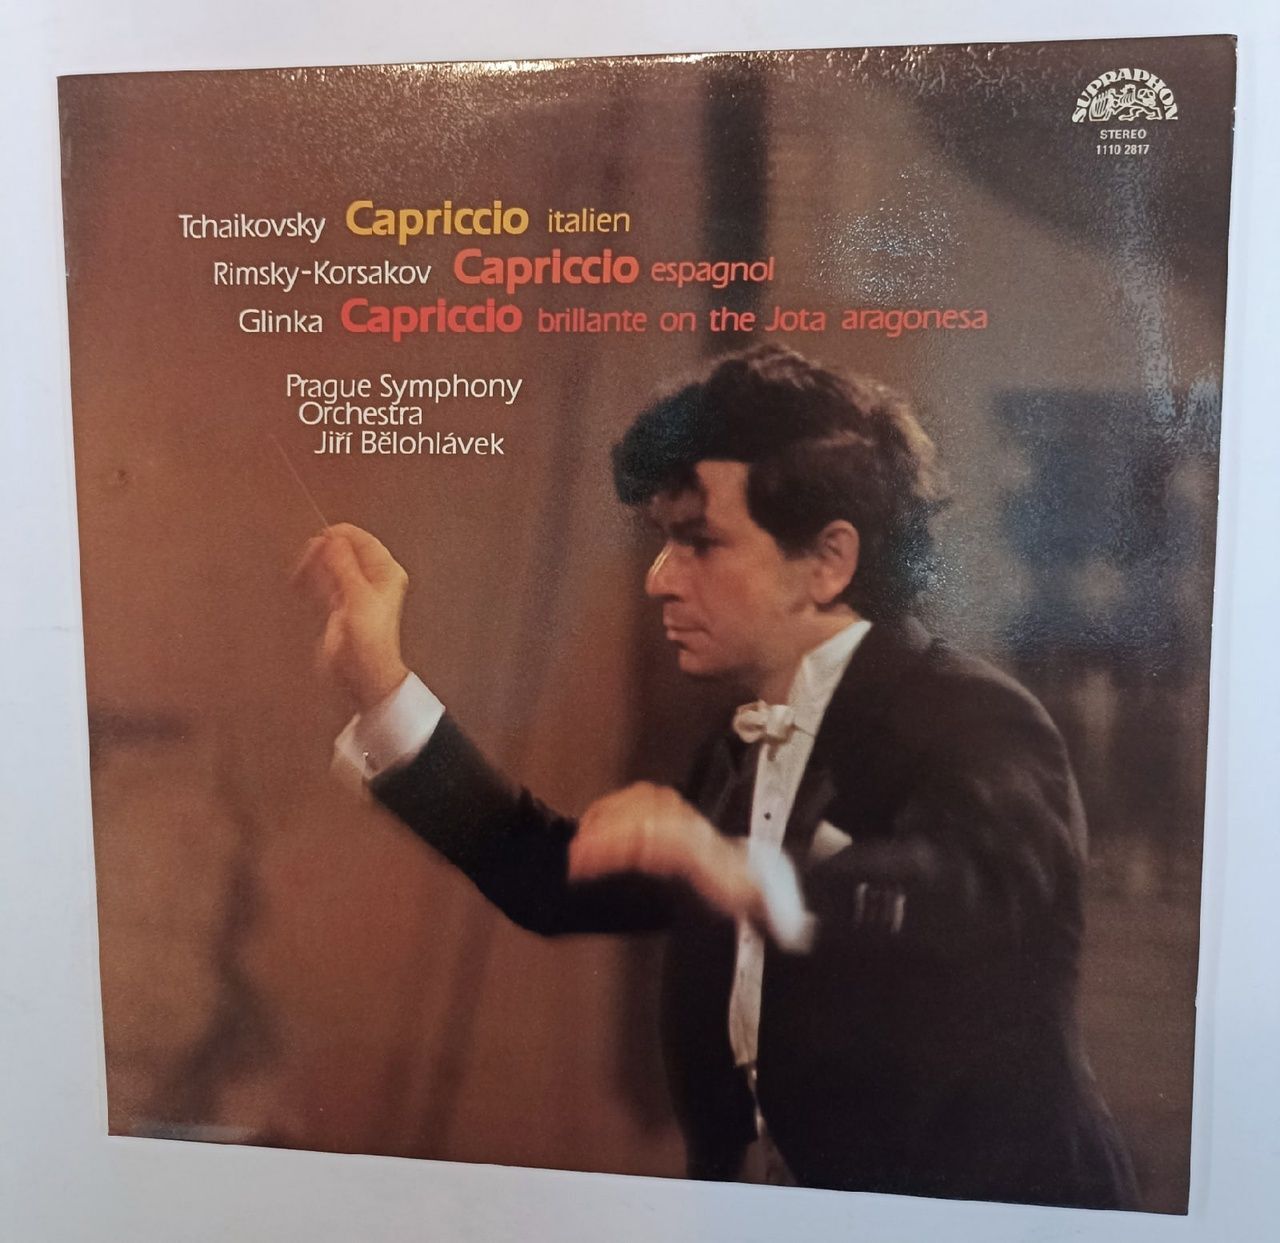 SUPRAPHON
STEREO
1110 2817
Tchaikovsky Capriccio italien
Rimsky-Korsakov Capriccio espagnol
Glinka Capriccio brillante on the Jota aragonesa
Prague Symphony
Orchestra
Jiří Bělohlávek